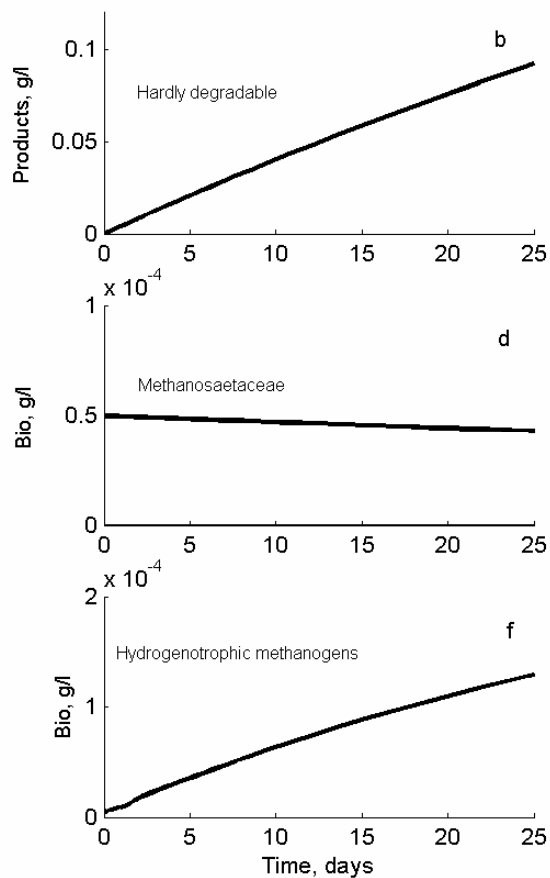 b
0.1
Hardly degradable
Products, g/l
0.05
0
0 5 10 15 20 25
x 10-4
1
d
Methanosaetaceae
Bio, g/l
0.5
0
0 5 10 15 20 25
x 10-4
2
f
Hydrogenotrophic methanogens
Bio, g/l
1
0
0 5 10 15 20 25
Time, days